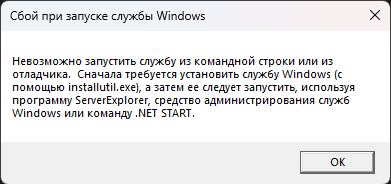 Сбой при запуске службы Windows
Невозможно запустить службу из командной строки или из
отладчика.  Сначала требуется установить службу Windows (с
помощью installutil.exe), а затем ее следует запустить, используя
программу ServerExplorer, средство администрирования служб
Windows или команду .NET START.
ОК